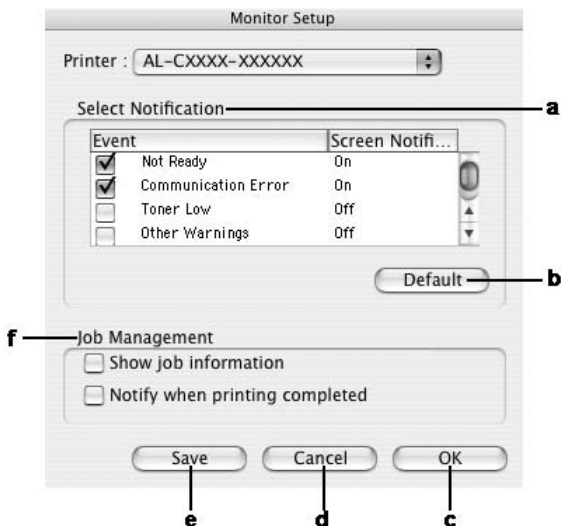 Monitor Setup
Printer : AL-CXXXX-XXXXXX
Select Notification
a
Event Screen Notifi...
Not Ready On
Communication Error On
Toner Low Off
Other Warnings Off
Default
b
f
Job Management
Show job information
Notify when printing completed
Save Cancel OK
e d c